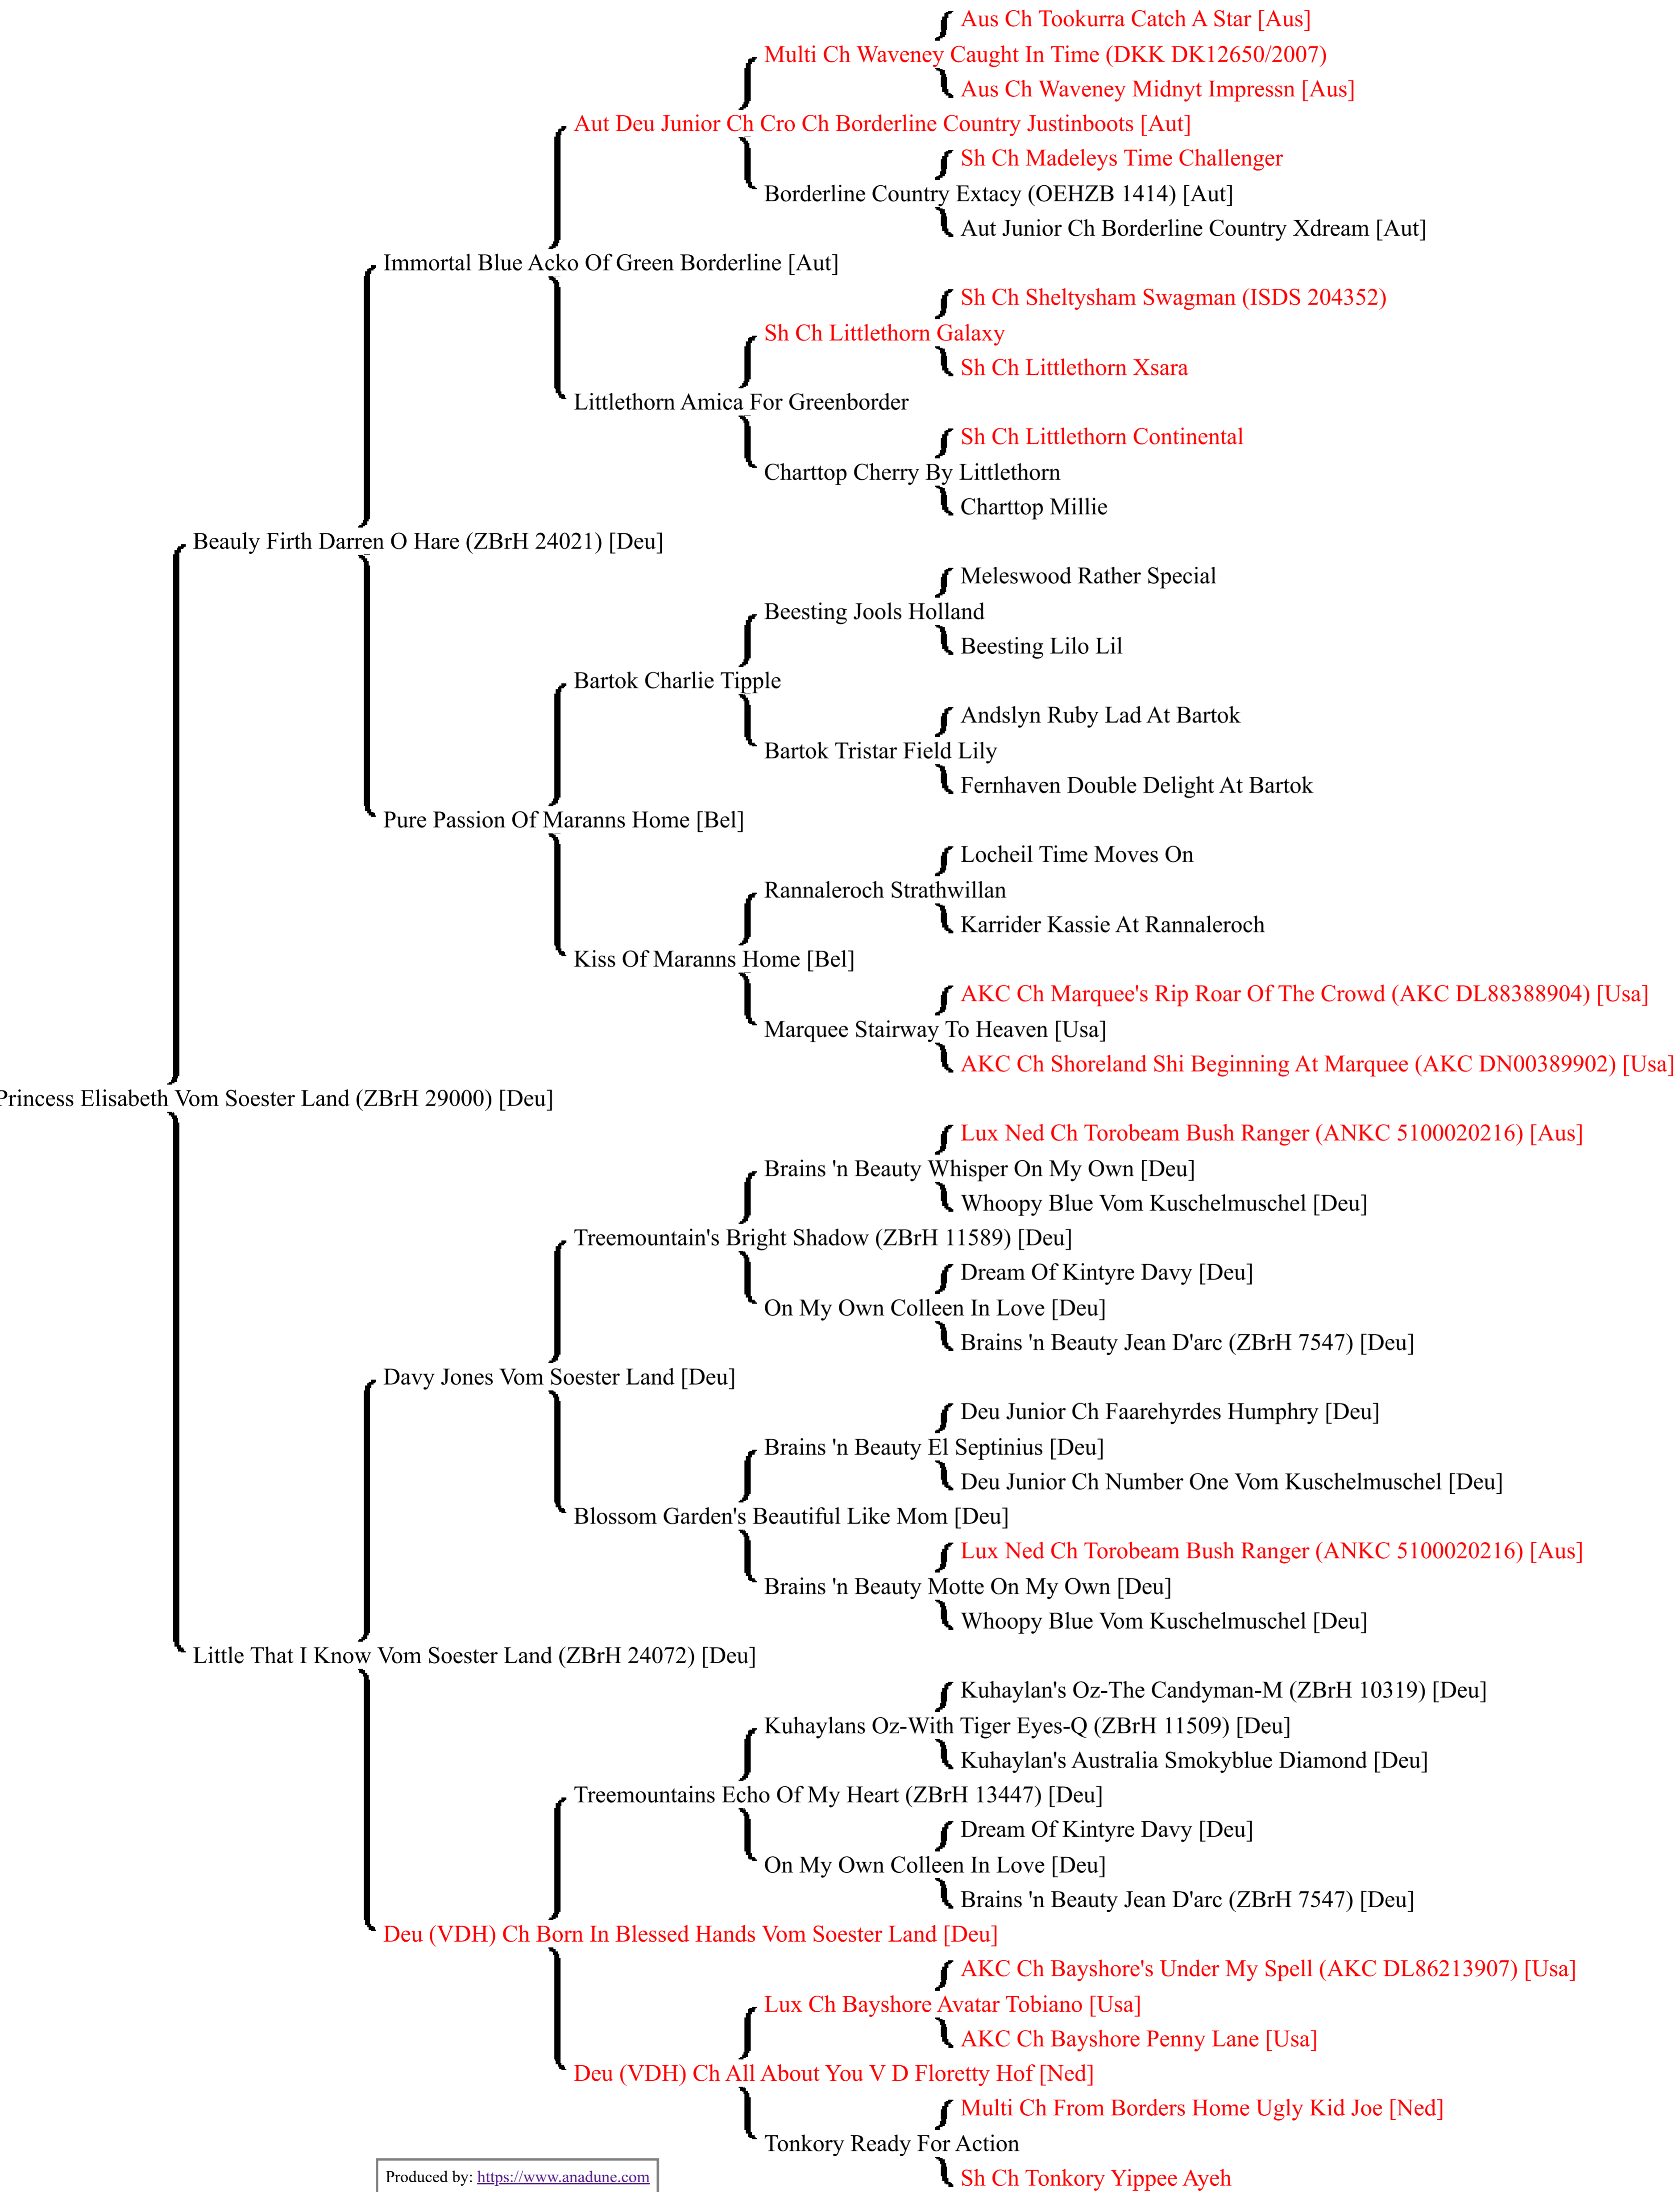 Aus Ch Tookurra Catch A Star [Aus]
Multi Ch Waveney Caught In Time (DKK DK12650/2007)
Aus Ch Waveney Midnyt Impressn [Aus]
Aut Deu Junior Ch Cro Ch Borderline Country Justinboots [Aut]
Sh Ch Madeleys Time Challenger
Borderline Country Extacy (OEHZB 1414) [Aut]
Aut Junior Ch Borderline Country Xdream [Aut]
Immortal Blue Acko Of Green Borderline [Aut]
Sh Ch Sheltysham Swagman (ISDS 204352)
Sh Ch Littlethorn Galaxy
Sh Ch Littlethorn Xsara
Littlethorn Amica For Greenborder
Sh Ch Littlethorn Continental
Charttop Cherry By Littlethorn
Charttop Millie
Beauly Firth Darren O Hare (ZBrH 24021) [Deu]
Meleswood Rather Special
Beesting Jools Holland
Beesting Lilo Lil
Bartok Charlie Tipple
Andslyn Ruby Lad At Bartok
Bartok Tristar Field Lily
Fernhaven Double Delight At Bartok
Pure Passion Of Maranns Home [Bel]
Locheil Time Moves On
Rannaleroch Strathwillan
Karrider Kassie At Rannaleroch
Kiss Of Maranns Home [Bel]
AKC Ch Marquee's Rip Roar Of The Crowd (AKC DL88388904) [Usa]
Marquee Stairway To Heaven [Usa]
AKC Ch Shoreland Shi Beginning At Marquee (AKC DN00389902) [Usa]
Princess Elisabeth Vom Soester Land (ZBrH 29000) [Deu]
Lux Ned Ch Torobeam Bush Ranger (ANKC 5100020216) [Aus]
Brains 'n Beauty Whisper On My Own [Deu]
Whoopy Blue Vom Kuschelmuschel [Deu]
Treemountain's Bright Shadow (ZBrH 11589) [Deu]
Dream Of Kintyre Davy [Deu]
On My Own Colleen In Love [Deu]
Brains 'n Beauty Jean D'arc (ZBrH 7547) [Deu]
Davy Jones Vom Soester Land [Deu]
Deu Junior Ch Faarehyrdes Humphry [Deu]
Brains 'n Beauty El Septinius [Deu]
Deu Junior Ch Number One Vom Kuschelmuschel [Deu]
Blossom Garden's Beautiful Like Mom [Deu]
Lux Ned Ch Torobeam Bush Ranger (ANKC 5100020216) [Aus]
Brains 'n Beauty Motte On My Own [Deu]
Whoopy Blue Vom Kuschelmuschel [Deu]
Little That I Know Vom Soester Land (ZBrH 24072) [Deu]
Kuhaylan's Oz-The Candyman-M (ZBrH 10319) [Deu]
Kuhaylans Oz-With Tiger Eyes-Q (ZBrH 11509) [Deu]
Kuhaylan's Australia Smokyblue Diamond [Deu]
Treemountains Echo Of My Heart (ZBrH 13447) [Deu]
Dream Of Kintyre Davy [Deu]
On My Own Colleen In Love [Deu]
Brains 'n Beauty Jean D'arc (ZBrH 7547) [Deu]
Deu (VDH) Ch Born In Blessed Hands Vom Soester Land [Deu]
AKC Ch Bayshore's Under My Spell (AKC DL86213907) [Usa]
Lux Ch Bayshore Avatar Tobiano [Usa]
AKC Ch Bayshore Penny Lane [Usa]
Deu (VDH) Ch All About You V D Floretty Hof [Ned]
Multi Ch From Borders Home Ugly Kid Joe [Ned]
Tonkory Ready For Action
Sh Ch Tonkory Yippee Ayeh
Produced by: https://www.anadune.com